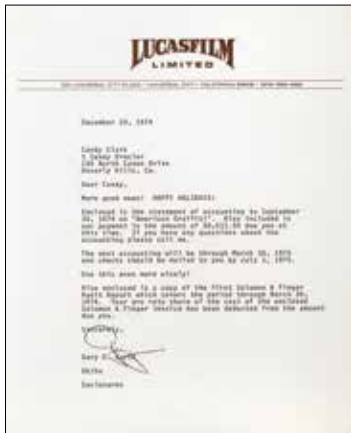 LUCASFILM
LIMITED
December 20, 1974
Candy Clark
Beverly Hills, Ca.
Dear Candy,
More good news! HAPPY HOLIDAYS!
Enclosed is the statement of accounting to September
30, 1974 on "American Graffiti". Also included is
our payment in the amount of due you at
this time. If you have any questions about the
accounting please call me.
The next accounting will be through March 30, 1975
and checks should be mailed to you by July 1, 1975.
Use this even more wisely!
Also enclosed is a copy of the first Solomon & Finger
Audit Report which covers the period through March 30,
1974. Your pro rata share of the cost of the enclosed
Solomon & Finger invoice has been deducted from the amount
due you.
Sincerely,
Gary
Enclosures